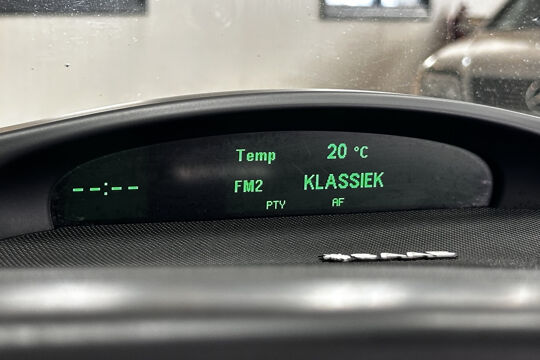 Temp 20 °C
--:-- FM2 KLASSIEK
PTY AF